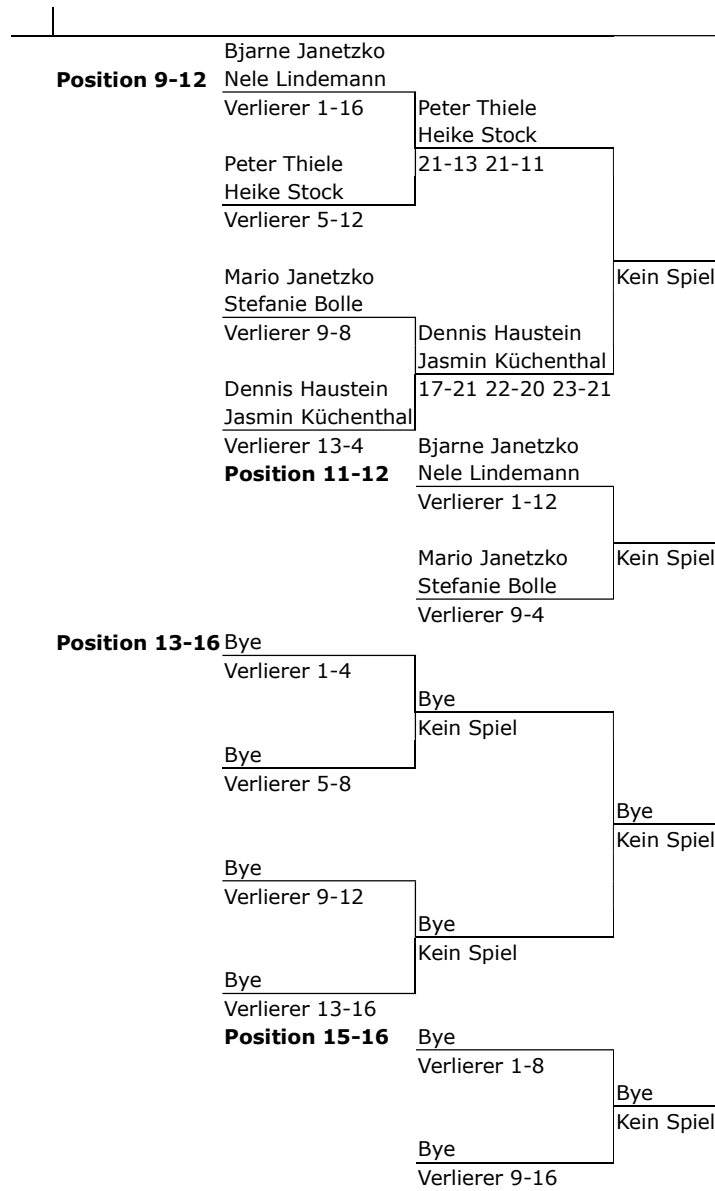 Bjarne Janetzko
Position 9-12 Nele Lindemann
Verlierer 1-16 Peter Thiele
Heike Stock
Peter Thiele 21-13 21-11
Heike Stock
Verlierer 5-12
Mario Janetzko Kein Spiel
Stefanie Bolle
Verlierer 9-8 Dennis Haustein
Jasmin Küchenthal
Dennis Haustein 17-21 22-20 23-21
Jasmin Küchenthal
Verlierer 13-4 Bjarne Janetzko
Position 11-12 Nele Lindemann
Verlierer 1-12
Mario Janetzko Kein Spiel
Stefanie Bolle
Verlierer 9-4
Position 13-16 Bye
Verlierer 1-4
Bye
Kein Spiel
Bye
Verlierer 5-8
Bye
Kein Spiel
Bye
Verlierer 9-12
Bye
Kein Spiel
Bye
Verlierer 13-16
Position 15-16 Bye
Verlierer 1-8
Bye
Kein Spiel
Bye
Verlierer 9-16